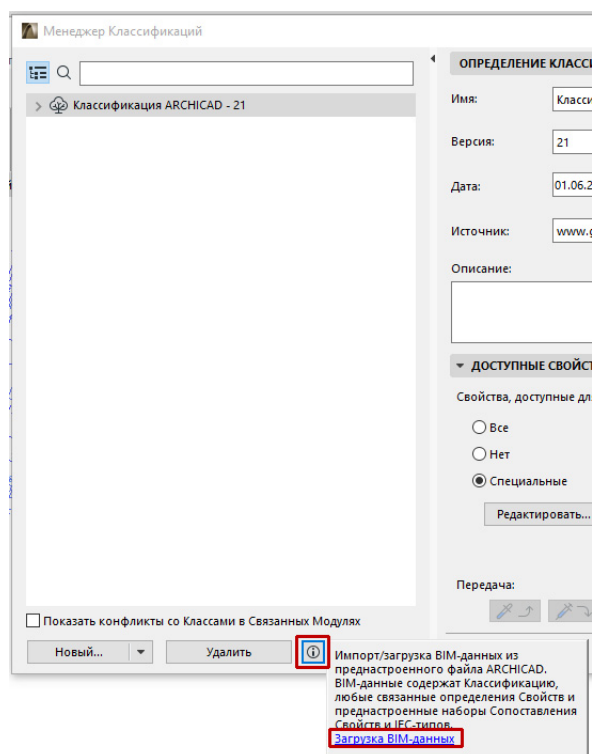 Менеджер Классификаций
Классификация ARCHICAD - 21
ОПРЕДЕЛЕНИЕ КЛАССИ
Имя: Класси
Версия: 21
Дата: 01.06.2
Источник: www.g
Описание:
ДОСТУПНЫЕ СВОЙСТ
Свойства, доступные дл
Все
Нет
Специальные
Редактировать...
Передача:
Показать конфликты со Классами в Связанных Модулях
Новый... Удалить
Импорт/загрузка BIM-данных из
преднастроенного файла ARCHICAD.
BIM-данные содержат Классификацию,
любые связанные определения Свойств и
преднастроенные наборы Сопоставления
Свойств и IFC-типов.
Загрузка BIM-данных